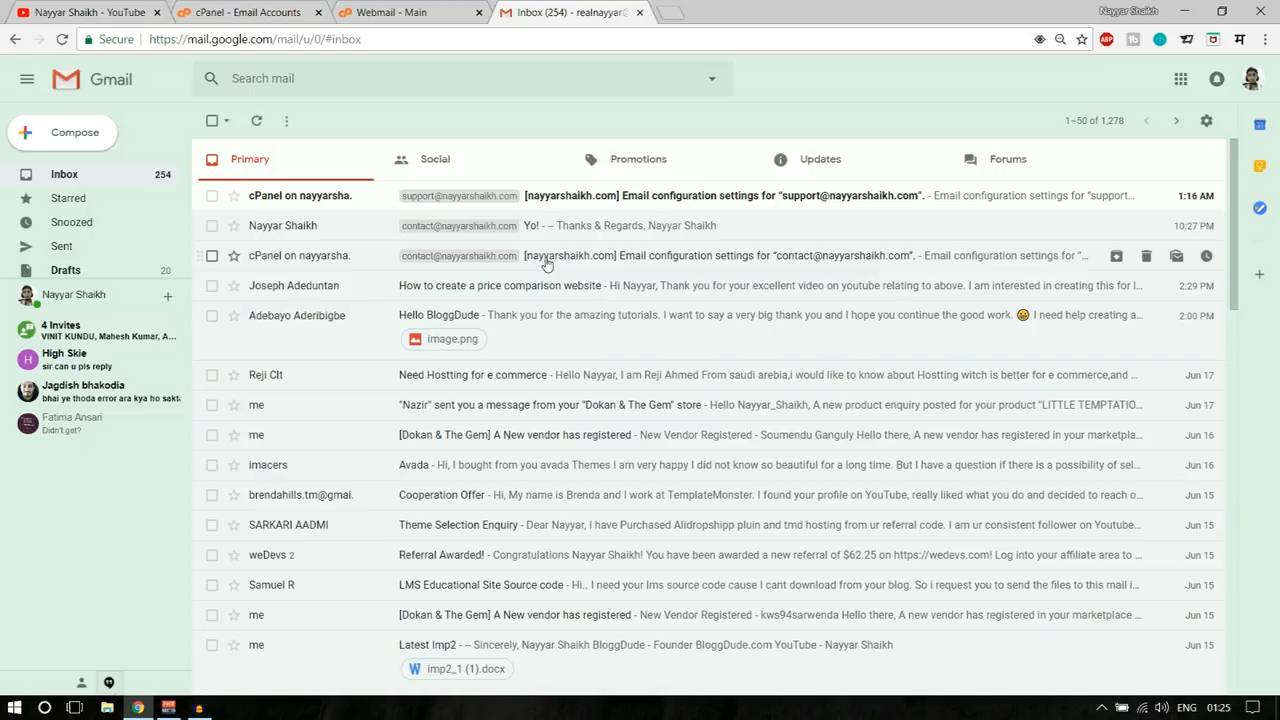 Nayyar Shaikh - YouTube
cPanel - Email Accounts
Webmail - Main
Inbox (254) - realnayyar@
Nayyar Shaikh
Secure
https://mail.google.com/mail/u/0/#inbox
Gmail
Search mail
Compose
1–50 of 1,278
Inbox 254
Starred
Snoozed
Sent
Drafts 20
Nayyar Shaikh
4 Invites
VINIT KUNDU, Mahesh Kumar, A...
High Skie
sir can u pls reply
Jagdish bhakodia
bhai ye thoda error ara kyo ho sakta
Fatima Ansari
Didn't get?
Primary
Social
Promotions
Updates
Forums
cPanel on nayyarsha. support@nayyarshaikh.com [nayyarshaikh.com] Email configuration settings for “support@nayyarshaikh.com”. - Email configuration settings for “support... 1:16 AM
Nayyar Shaikh contact@nayyarshaikh.com Yo! - -- Thanks & Regards, Nayyar Shaikh 10:27 PM
cPanel on nayyarsha. contact@nayyarshaikh.com [nayyarshaikh.com] Email configuration settings for “contact@nayyarshaikh.com”. - Email configuration settings for “...
Joseph Adeduntan How to create a price comparison website - Hi Nayyar, Thank you for your excellent video on youtube relating to above. I am interested in creating this for l... 2:29 PM
Adebayo Aderibigbe Hello BloggDude - Thank you for the amazing tutorials. I want to say a very big thank you and I hope you continue the good work. 😀 I need help creating a... 2:00 PM
image.png
Reji Clt Need Hostting for e commerce - Hello Nayyar, I am Reji Ahmed From saudi arebia,i would like to know about Hostting witch is better for e commerce,and ... Jun 17
me "Nazir" sent you a message from your "Dokan & The Gem" store - Hello Nayyar_Shaikh, A new product enquiry posted for your product "LITTLE TEMPTATIO... Jun 17
me [Dokan & The Gem] A New vendor has registered - New Vendor Registered - Soumendu Ganguly Hello there, A new vendor has registered in your marketpla... Jun 16
imacers Avada - Hi, I bought from you avada Themes I am very happy I did not know so beautiful for a long time. But I have a question if there is a possibility of sel... Jun 16
brendahills.tm@gmai. Cooperation Offer - Hi, My name is Brenda and I work at TemplateMonster. I found your profile on YouTube, really liked what you do and decided to reach o... Jun 15
SARKARI AADMI Theme Selection Enquiry - Dear Nayyar, I have Purchased Alidropshipp pluin and tmd hosting from ur referral code. I am ur consistent follower on Youtube... Jun 15
weDevs 2 Referral Awarded! - Congratulations Nayyar Shaikh! You have been awarded a new referral of $62.25 on https://wedevs.com! Log into your affiliate area to ... Jun 15
Samuel R LMS Educational Site Source code - Hi.. I need your lms source code cause I cant download from your blog. So i request you to send the files to this mail i... Jun 15
me [Dokan & The Gem] A New vendor has registered - New Vendor Registered - kws94sarwenda Hello there, A new vendor has registered in your marketplace ... Jun 15
me Latest Imp2 - -- Sincerely, Nayyar Shaikh BloggDude - Founder BloggDude.com YouTube - Nayyar Shaikh Jun 15
imp2_1 (1).docx
ENG 01:25